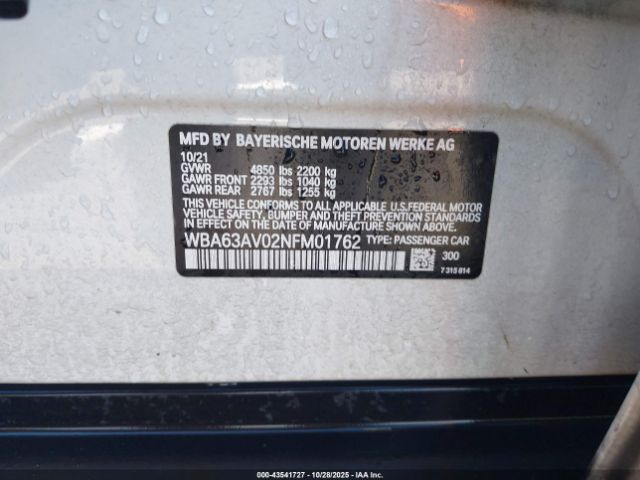 MFD BY BAYERISCHE MOTOREN WERKE AG
10/21
GVWR 4850 lbs 2200 kg
GAWR FRONT 2293 lbs 1040 kg
GAWR REAR 2767 lbs 1255 kg
THIS VEHICLE CONFORMS TO ALL APPLICABLE U.S.FEDERAL MOTOR
VEHICLE SAFETY, BUMPER AND THEFT PREVENTION STANDARDS IN
EFFECT ON THE DATE OF MANUFACTURE SHOWN ABOVE.
WBA63AV02NFM01762 TYPE: PASSENGER CAR
300
7 315 814
000-43541727 - 10/28/2025 - IAA Inc.